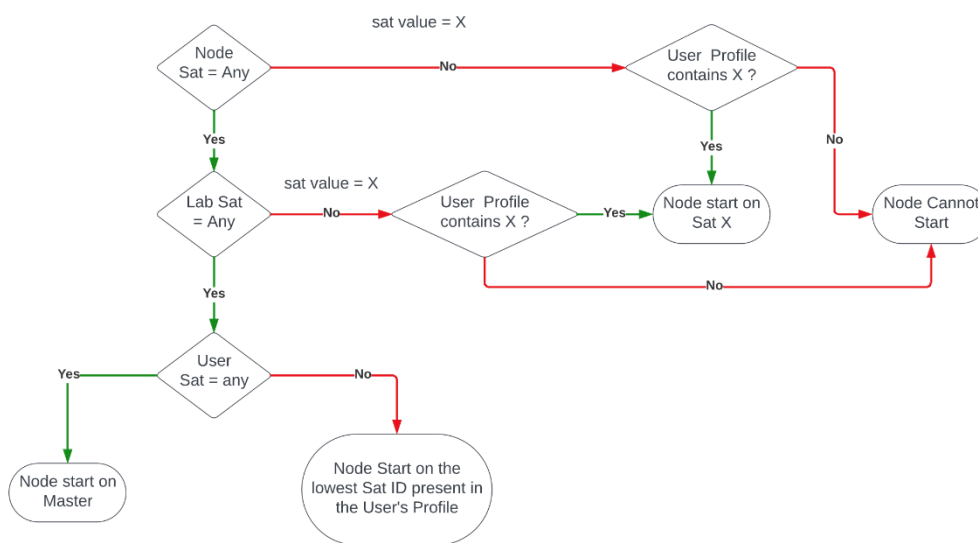 sat value = X
Node
Sat = Any
No
User  Profile
contains X ?
Yes
Yes
No
Lab Sat
= Any
sat value = X
No
User  Profile
contains X ?
Yes
Node start on
Sat X
Node Cannot
Start
Yes
No
User
Sat = any
Yes
No
Node start on
Master
Node Start on the
lowest Sat ID present in
the User's Profile